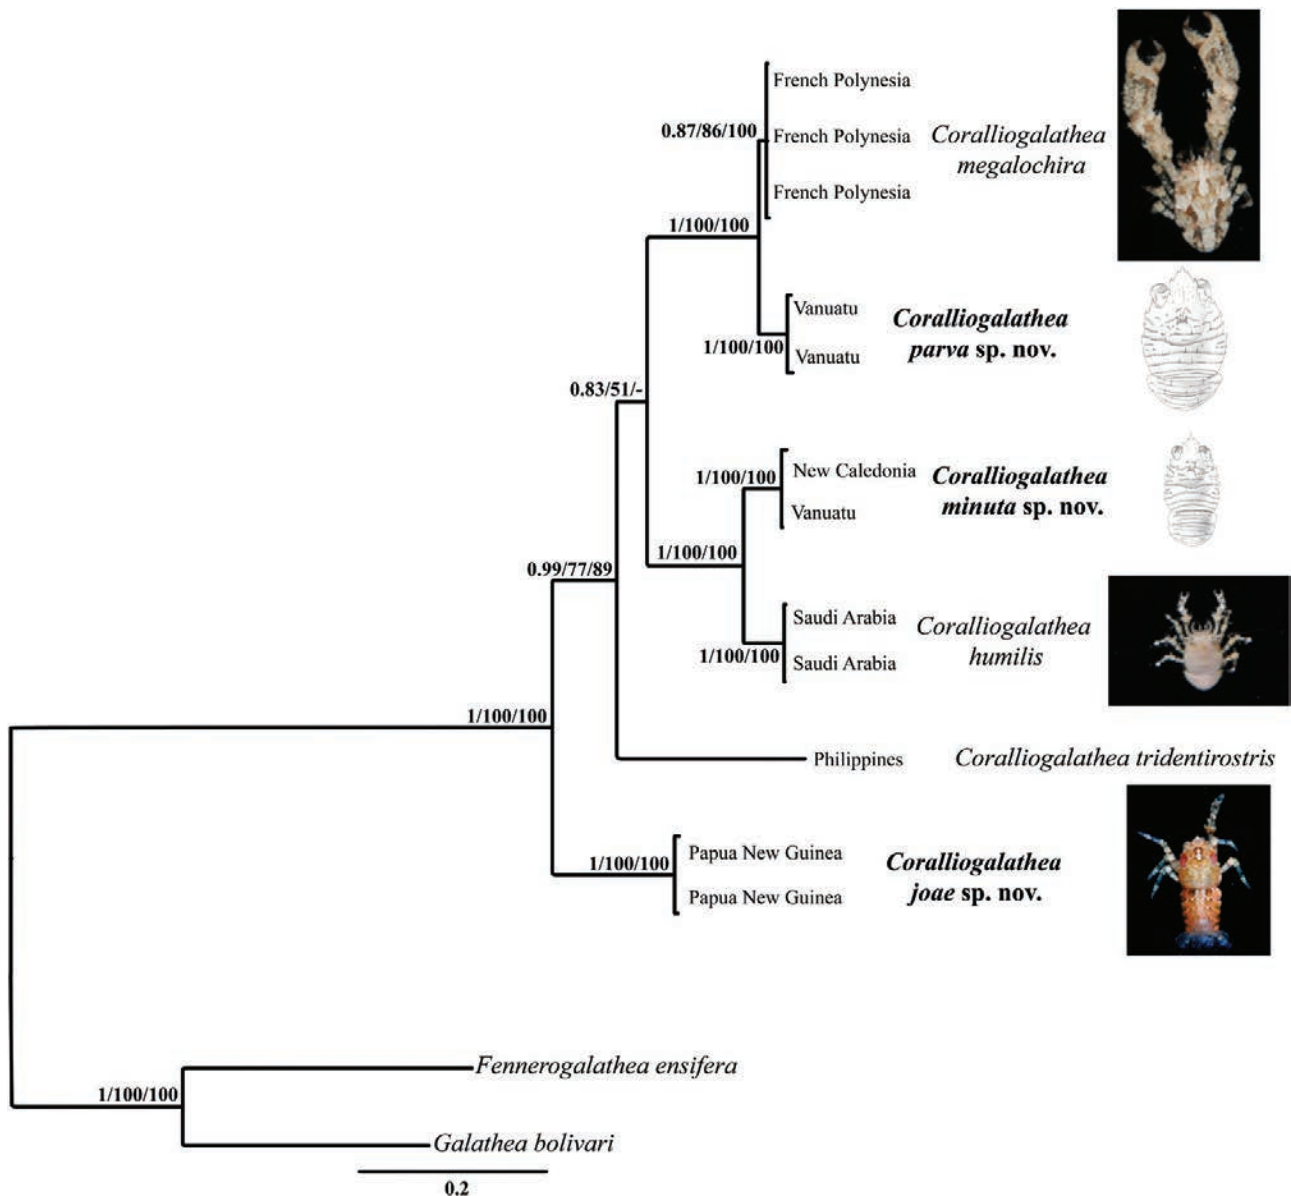 French Polynesia
0.87/86/100
French Polynesia
Coralliogalathea
megalochira
French Polynesia
1/100/100
Vanuatu
Coralliogalathea
parva sp. nov.
1/100/100
Vanuatu
0.83/51/-
1/100/100
New Caledonia
Coralliogalathea
minuta sp. nov.
Vanuatu
1/100/100
0.99/77/89
Saudi Arabia
Coralliogalathea
humilis
1/100/100
Saudi Arabia
1/100/100
Philippines
Coralliogalathea tridentirostris
Papua New Guinea
Coralliogalathea
joae sp. nov.
1/100/100
Papua New Guinea
Fennerogalathea ensifera
1/100/100
Galathea bolivari
0.2